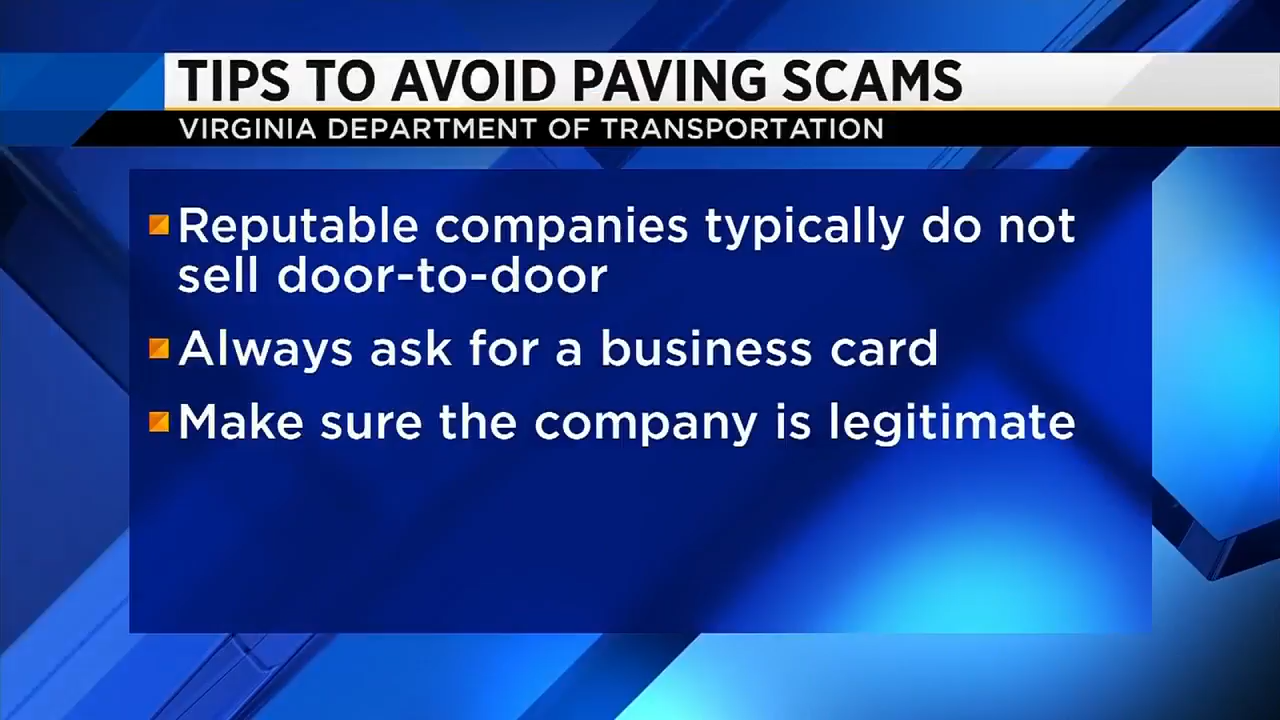 TIPS TO AVOID PAVING SCAMS
VIRGINIA DEPARTMENT OF TRANSPORTATION
Reputable companies typically do not
sell door-to-door
Always ask for a business card
Make sure the company is legitimate